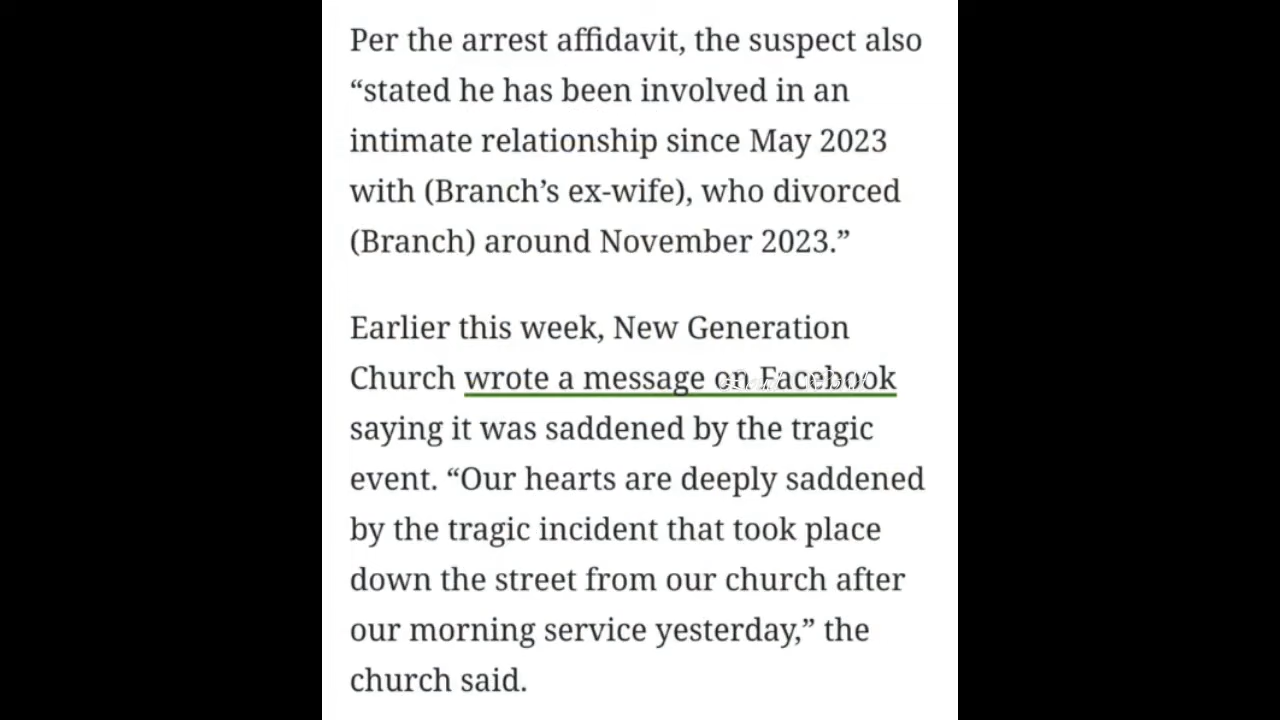 Per the arrest affidavit, the suspect also
“stated he has been involved in an
intimate relationship since May 2023
with (Branch’s ex-wife), who divorced
(Branch) around November 2023.”
Earlier this week, New Generation
Church wrote a message on Facebook
saying it was saddened by the tragic
event. “Our hearts are deeply saddened
by the tragic incident that took place
down the street from our church after
our morning service yesterday,” the
church said.